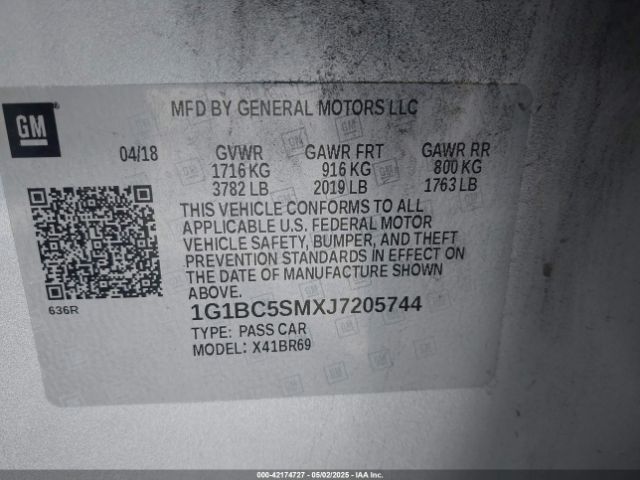 GM
MFD BY GENERAL MOTORS LLC
04/18 GVWR GAWR FRT GAWR RR
1716 KG 916 KG 800 KG
3782 LB 2019 LB 1763 LB
THIS VEHICLE CONFORMS TO ALL
APPLICABLE U.S. FEDERAL MOTOR
VEHICLE SAFETY, BUMPER, AND THEFT
PREVENTION STANDARDS IN EFFECT ON
THE DATE OF MANUFACTURE SHOWN
ABOVE.
636R
1G1BC5SMXJ7205744
TYPE: PASS CAR
MODEL: X41BR69
000-42174727 - 05/02/2025 - IAAI.COM